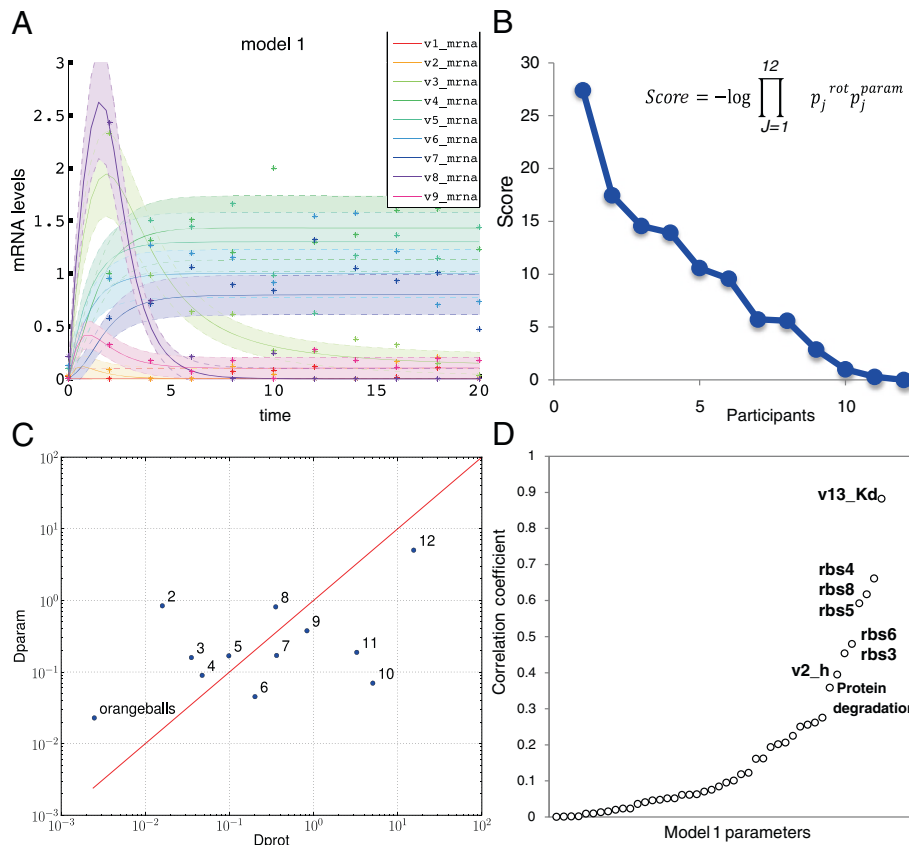 A
model 1
v1_mrna
v2_mrna
v3_mrna
v4_mrna
v5_mrna
v6_mrna
v7_mrna
v8_mrna
v9_mrna
mRNA levels
3
2.5
2
1.5
1
0.5
0
0 5 10 15 20
time
B
Score = −log ∏ p_j^rot p_j^param
12
J=1
Score
30
25
20
15
10
5
0
0 5 10
Participants
C
Dparam
10^2
10^1
10^0
10^-1
10^-2
10^-3
12
2
8
9
3
5
7
11
4
6
10
orangeballs
10^-3 10^-2 10^-1 10^0 10^1 10^2
Dprot
D
Correlation coefficient
1
0.9
0.8
0.7
0.6
0.5
0.4
0.3
0.2
0.1
0
v13_Kd
rbs4
rbs8
rbs5
rbs6
rbs3
v2_h
Protein
degradation
Model 1 parameters